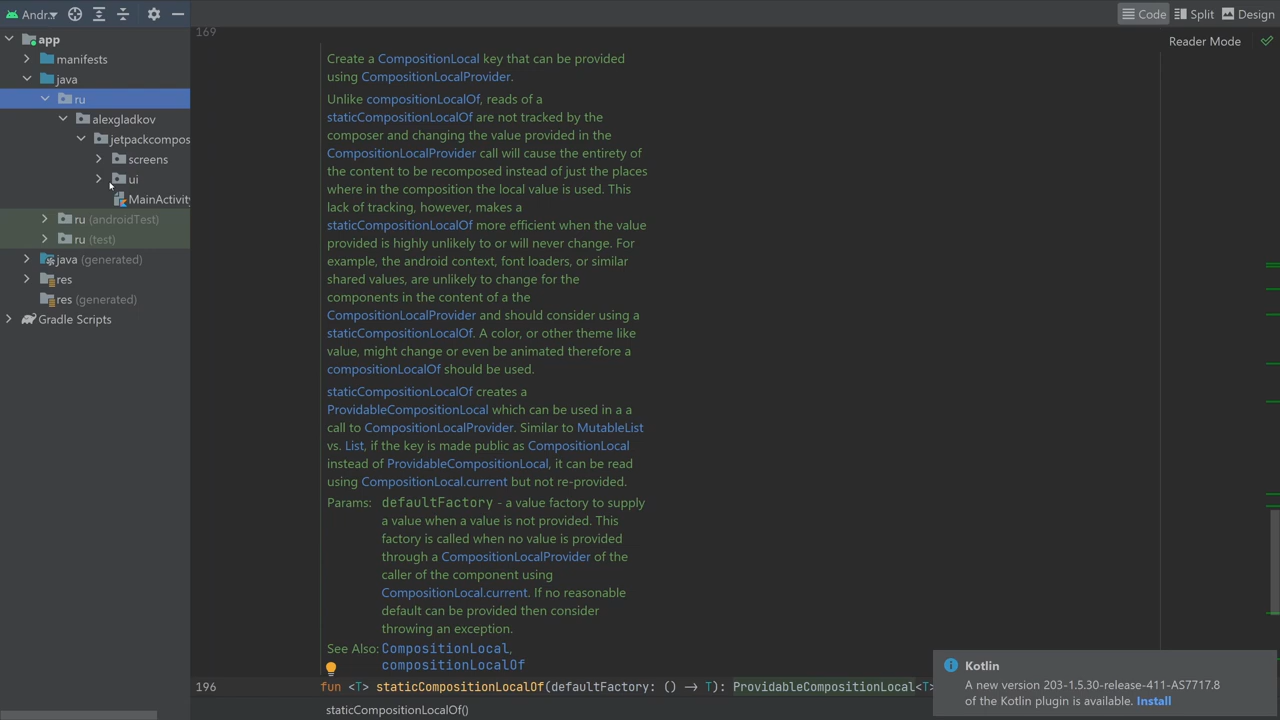 Andr...
Code
Split
Design
app
manifests
java
ru
alexgladkov
jetpackcompos
screens
ui
MainActivity
ru (androidTest)
ru (test)
java (generated)
res
res (generated)
Gradle Scripts
169
Reader Mode
Create a CompositionLocal key that can be provided
using CompositionLocalProvider.
Unlike compositionLocalOf, reads of a
staticCompositionLocalOf are not tracked by the
composer and changing the value provided in the
CompositionLocalProvider call will cause the entirety of
the content to be recomposed instead of just the places
where in the composition the local value is used. This
lack of tracking, however, makes a
staticCompositionLocalOf more efficient when the value
provided is highly unlikely to or will never change. For
example, the android context, font loaders, or similar
shared values, are unlikely to change for the
components in the content of a the
CompositionLocalProvider and should consider using a
staticCompositionLocalOf. A color, or other theme like
value, might change or even be animated therefore a
compositionLocalOf should be used.
staticCompositionLocalOf creates a
ProvidableCompositionLocal which can be used in a a
call to CompositionLocalProvider. Similar to MutableList
vs. List, if the key is made public as CompositionLocal
instead of ProvidableCompositionLocal, it can be read
using CompositionLocal.current but not re-provided.
Params: defaultFactory - a value factory to supply
a value when a value is not provided. This
factory is called when no value is provided
through a CompositionLocalProvider of the
caller of the component using
CompositionLocal.current. If no reasonable
default can be provided then consider
throwing an exception.
See Also: CompositionLocal,
compositionLocalOf
196 fun <T> staticCompositionLocalOf(defaultFactory: () → T): ProvidableCompositionLocal<T>
staticCompositionLocalOf()
Kotlin
A new version 203-1.5.30-release-411-AS7717.8
of the Kotlin plugin is available. Install